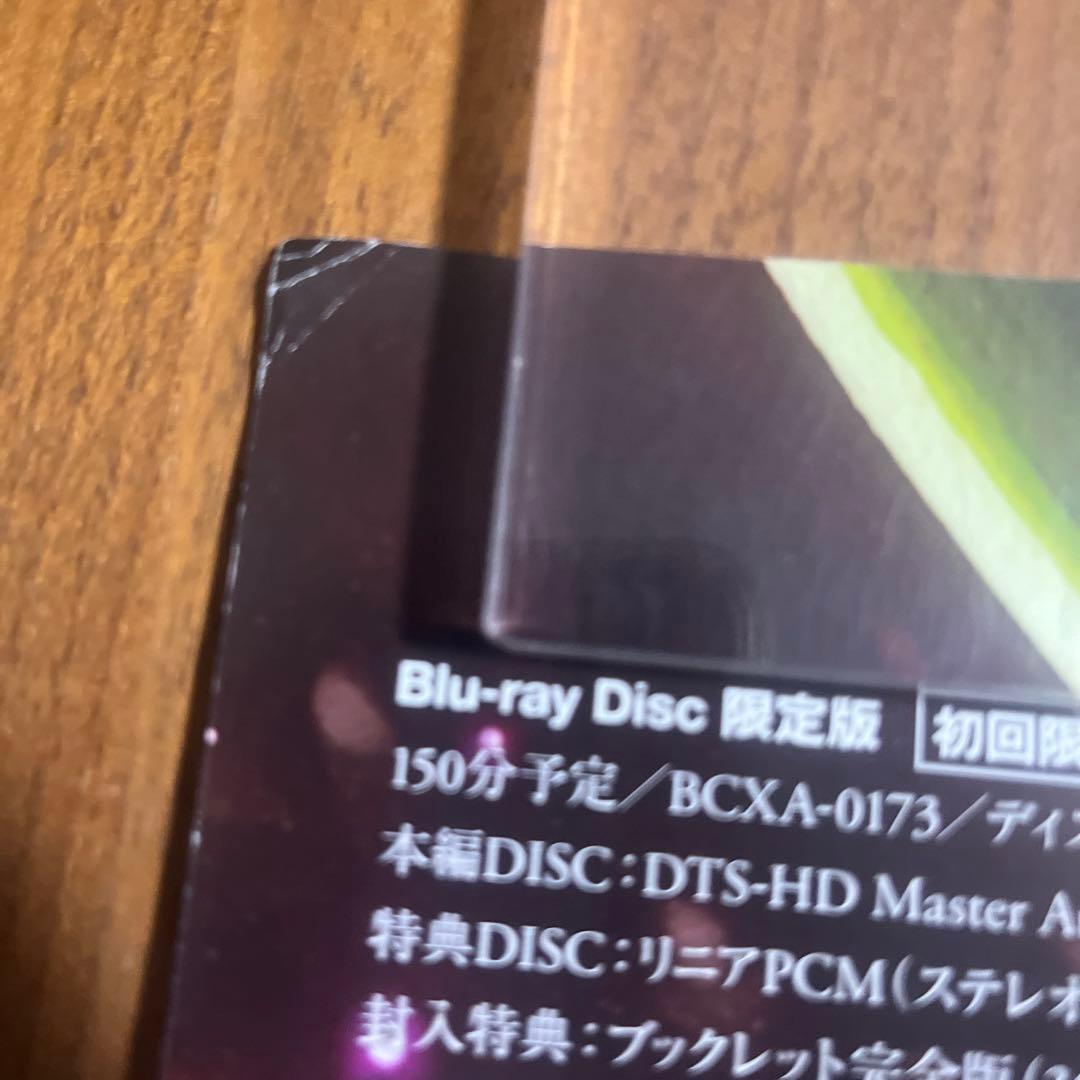 Blu-ray Disc 限定版 初回限
150分予定／BCXA-0173／ディス
本編DISC：DTS-HD Master A
特典DISC：リニアPCM（ステレオ
封入特典：ブックレット完全版（